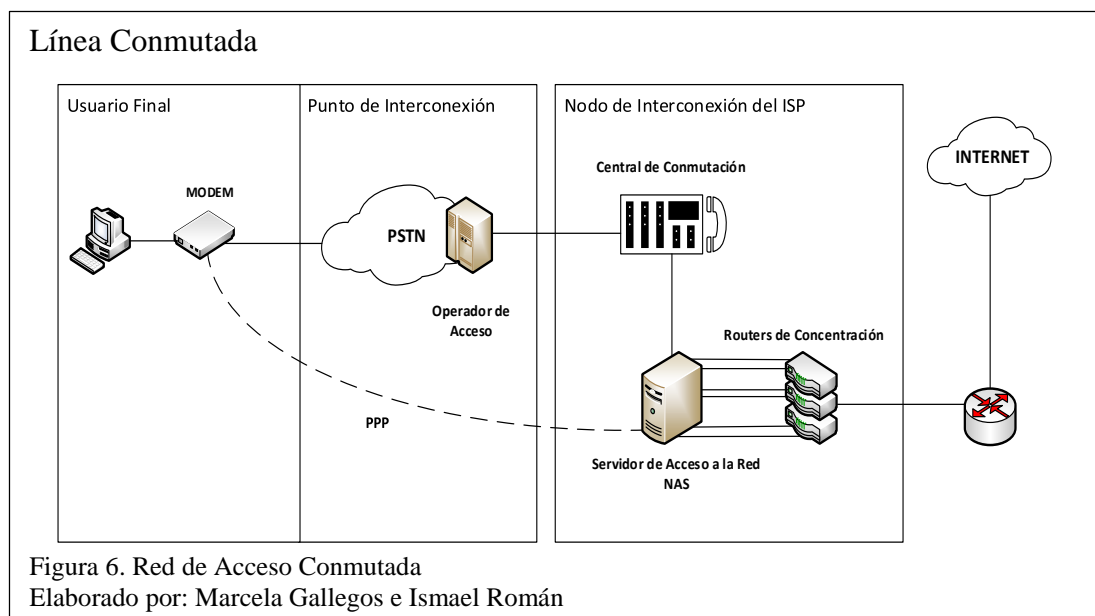 Línea Conmutada
Usuario Final
Punto de Interconexión
Nodo de Interconexión del ISP
INTERNET
Central de Conmutación
MODEM
PSTN
Operador de
Acceso
Routers de Concentración
PPP
Servidor de Acceso a la Red
NAS
Figura 6. Red de Acceso Conmutada
Elaborado por: Marcela Gallegos e Ismael Román